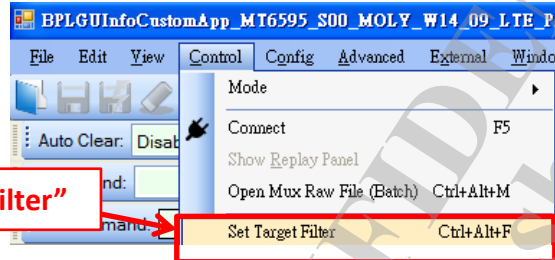 BPLGUInfoCustomApp_MT6595_S00_MOLY_W14_09_LTE_P
File Edit View Control Config Advanced External Windo
Mode
Auto Clear: Disab
Connect F5
Show Replay Panel
nd:
Open Mux Raw File (Batch) Ctrl+Alt+M
ilter”
mand:
Set Target Filter Ctrl+Alt+F